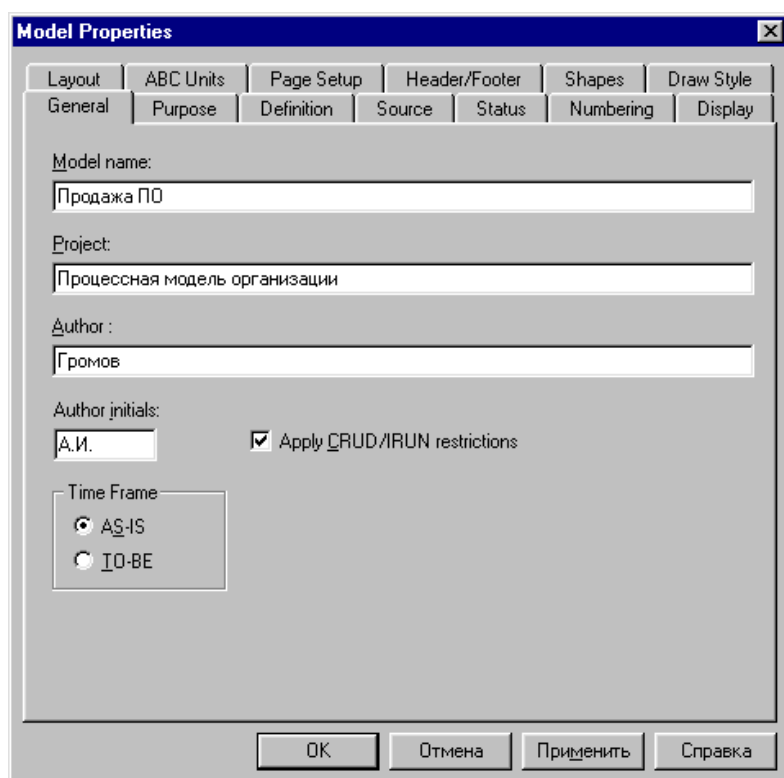 Model Properties
Layout ABC Units Page Setup Header/Footer Shapes Draw Style
General Purpose Definition Source Status Numbering Display
Model name:
Продажа ПО
Project:
Процессная модель организации
Author :
Громов
Author initials:
А.И. Apply CRUD/IRUN restrictions
Time Frame
AS-IS
TO-BE
OK Отмена Применить Справка